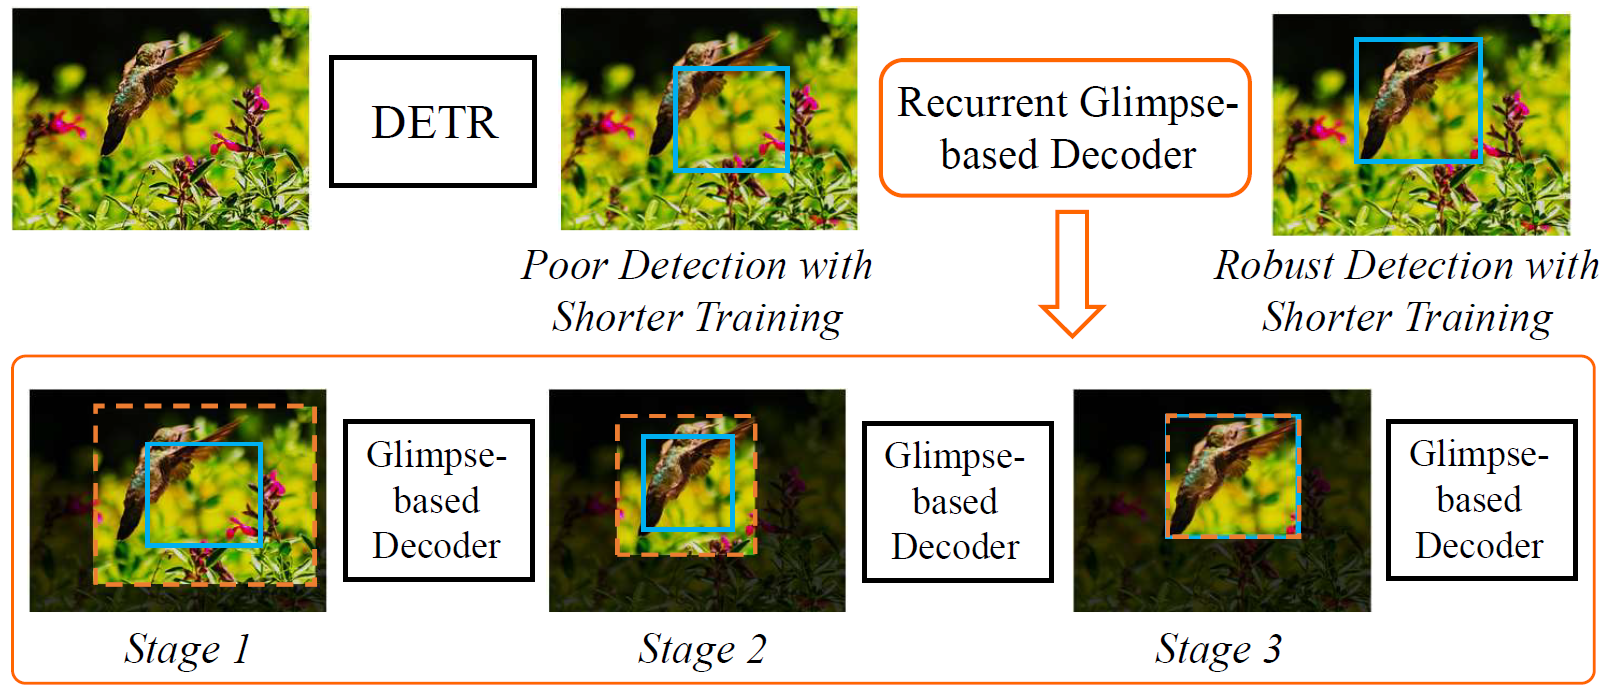 DETR
Recurrent Glimpse-
based Decoder
Poor Detection with
Shorter Training
Robust Detection with
Shorter Training
Glimpse-
based
Decoder
Glimpse-
based
Decoder
Glimpse-
based
Decoder
Stage 1
Stage 2
Stage 3